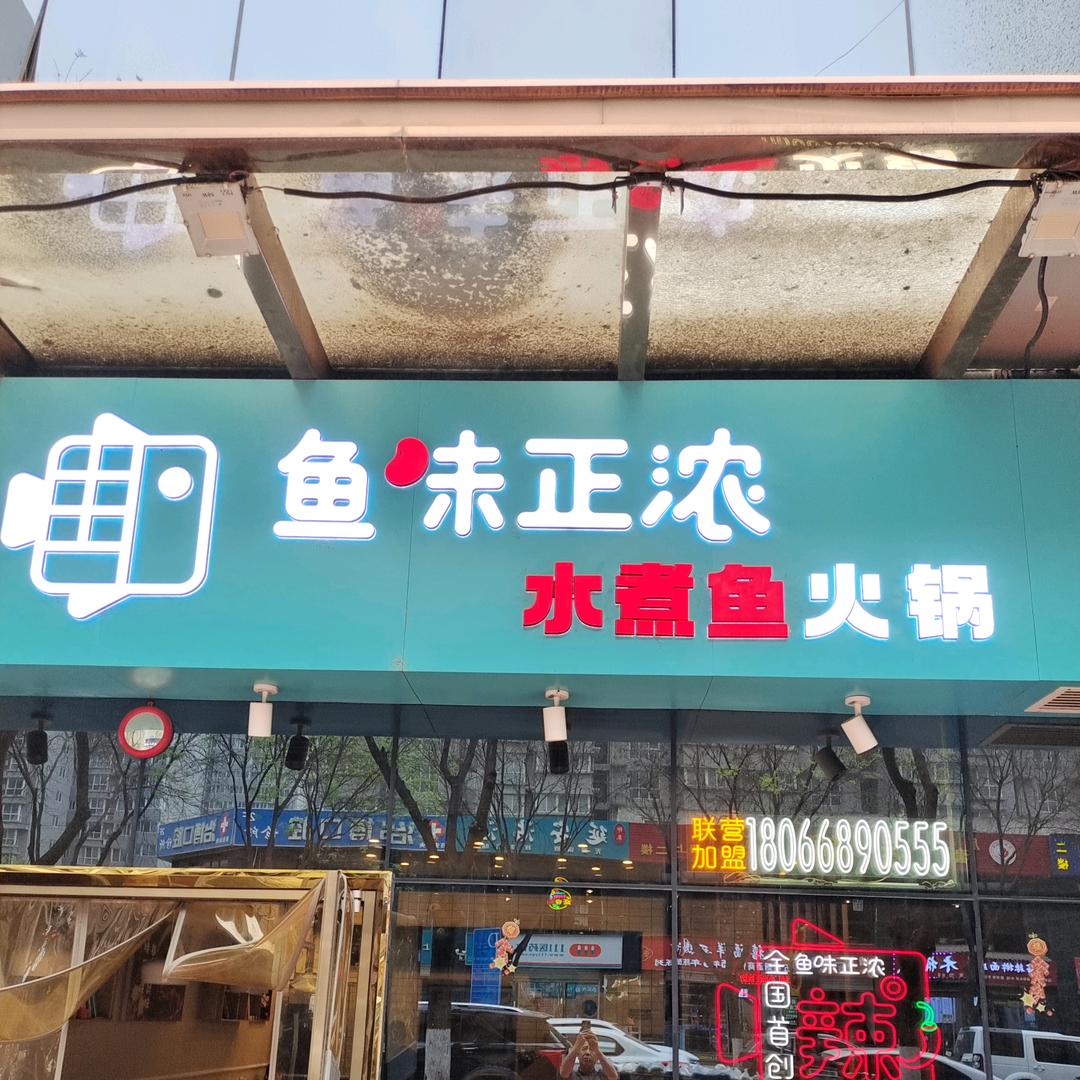 鱼味正浓
水煮鱼火锅
联营
加盟
18066890555
鱼味正浓
全国首创
辣